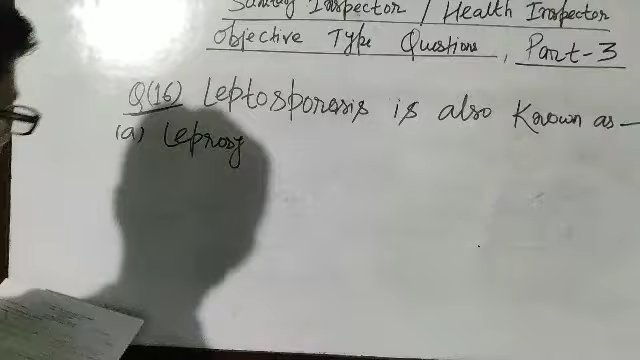 Sanitary Inspector / Health Inspector
Objective Type Questions, Part-3
Q(16) Leptosporosis is also known as —
(a) Leprosy